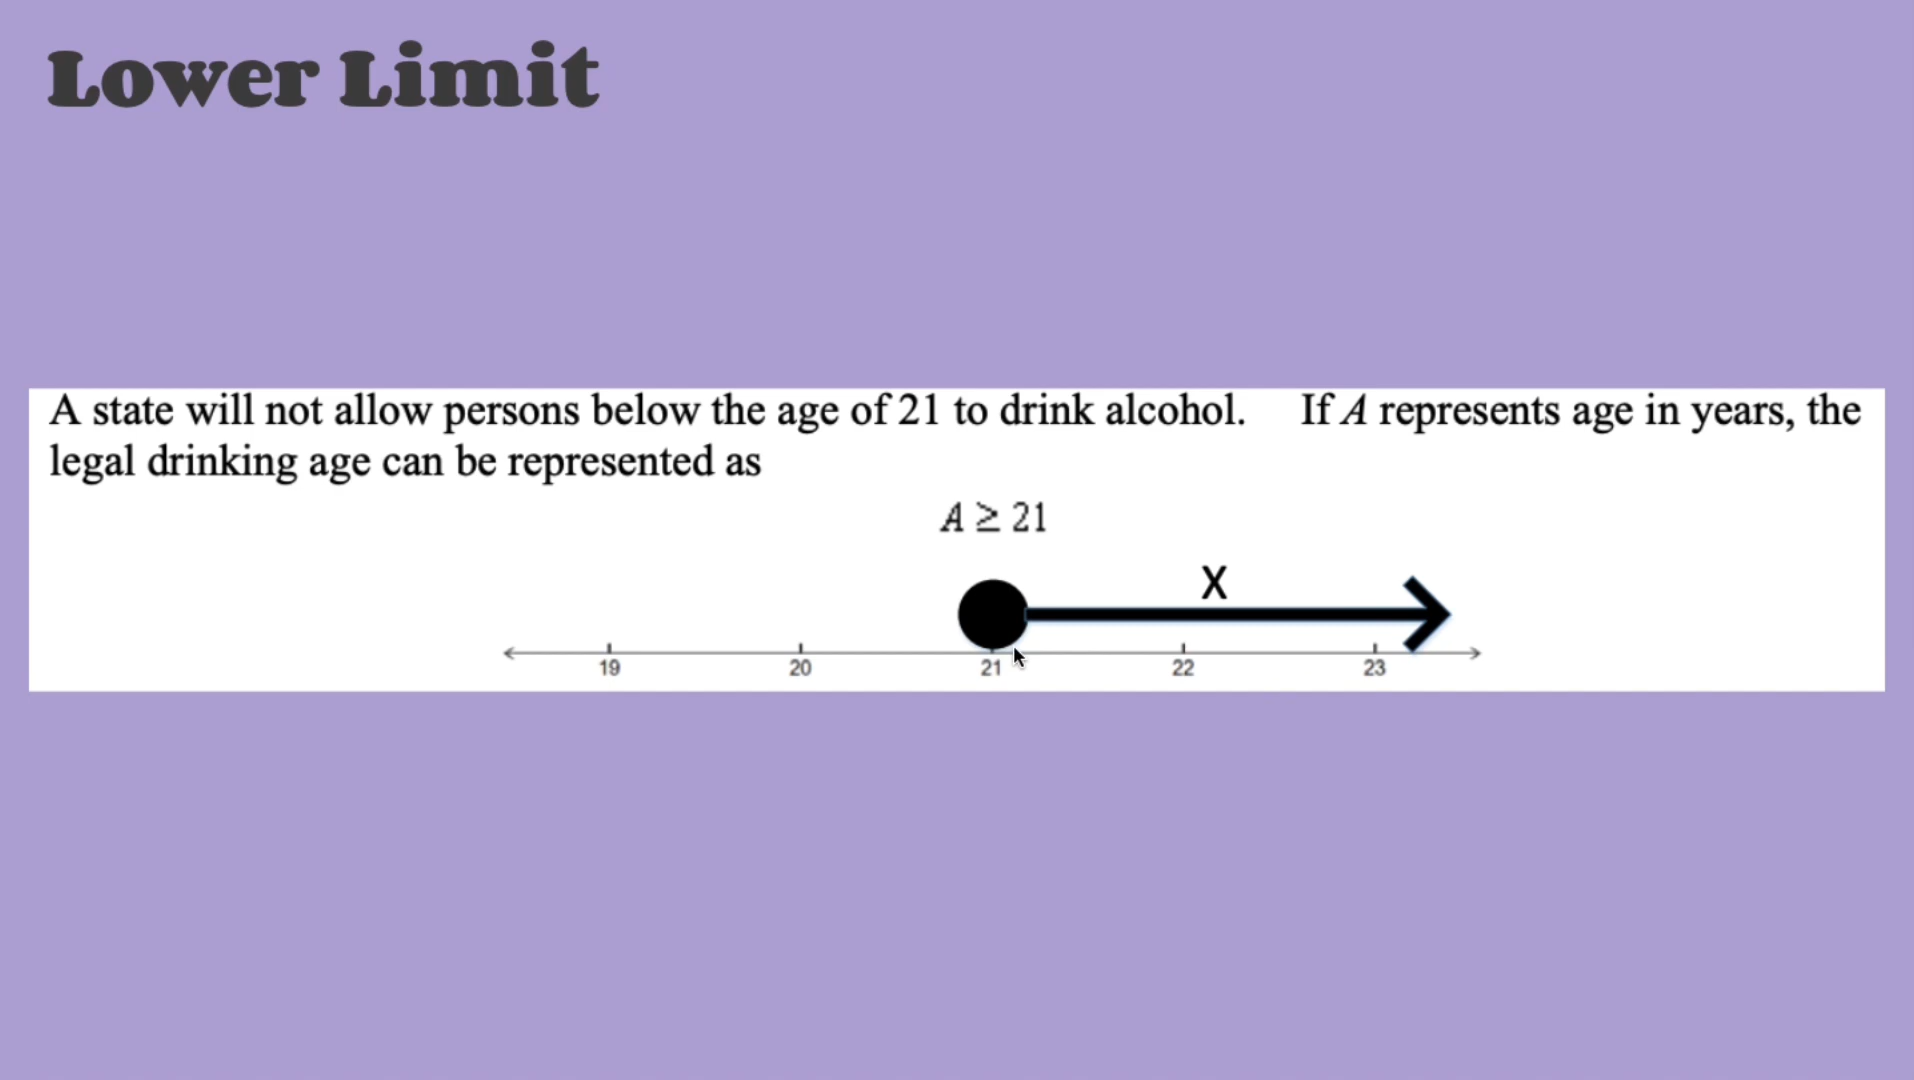 Lower Limit
A state will not allow persons below the age of 21 to drink alcohol. If A represents age in years, the
legal drinking age can be represented as
A ≥ 21
X
19 20 21 22 23